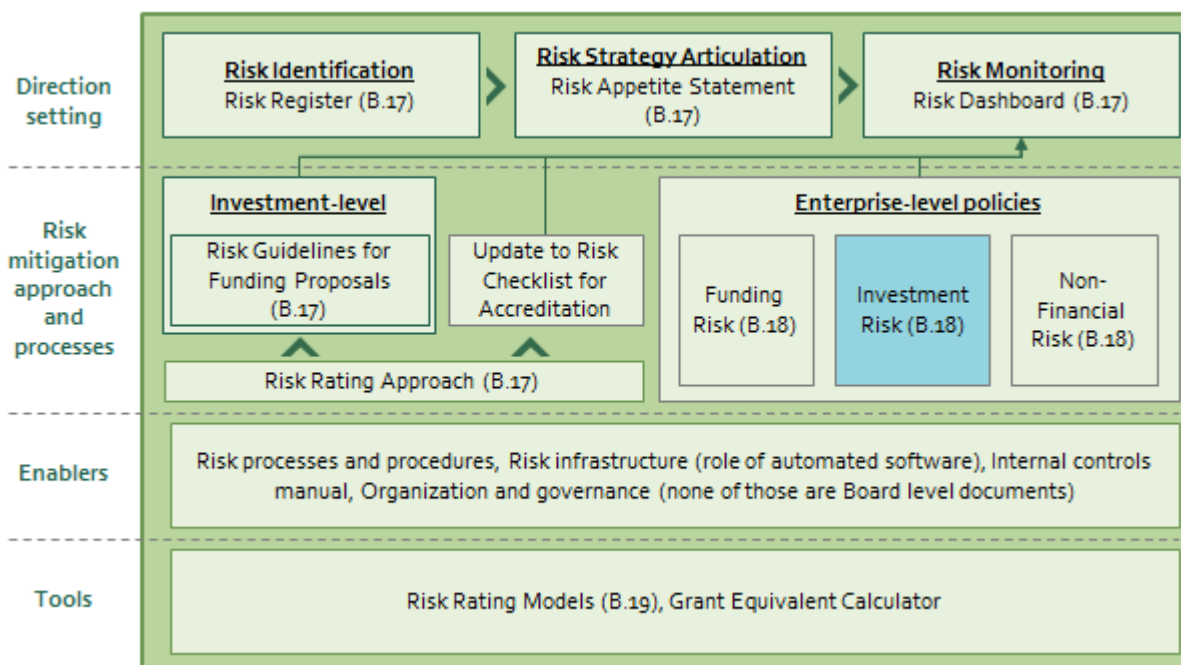 Direction
setting
Risk Identification
Risk Register (B.17)
Risk Strategy Articulation
Risk Appetite Statement
(B.17)
Risk Monitoring
Risk Dashboard (B.17)
Risk
mitigation
approach
and
processes
Investment-level
Risk Guidelines for
Funding Proposals
(B.17)
Update to Risk
Checklist for
Accreditation
Risk Rating Approach (B.17)
Enterprise-level policies
Funding
Risk (B.18)
Investment
Risk (B.18)
Non-
Financial
Risk (B.18)
Enablers
Risk processes and procedures, Risk infrastructure (role of automated software), Internal controls
manual, Organization and governance (none of those are Board level documents)
Tools
Risk Rating Models (B.19), Grant Equivalent Calculator